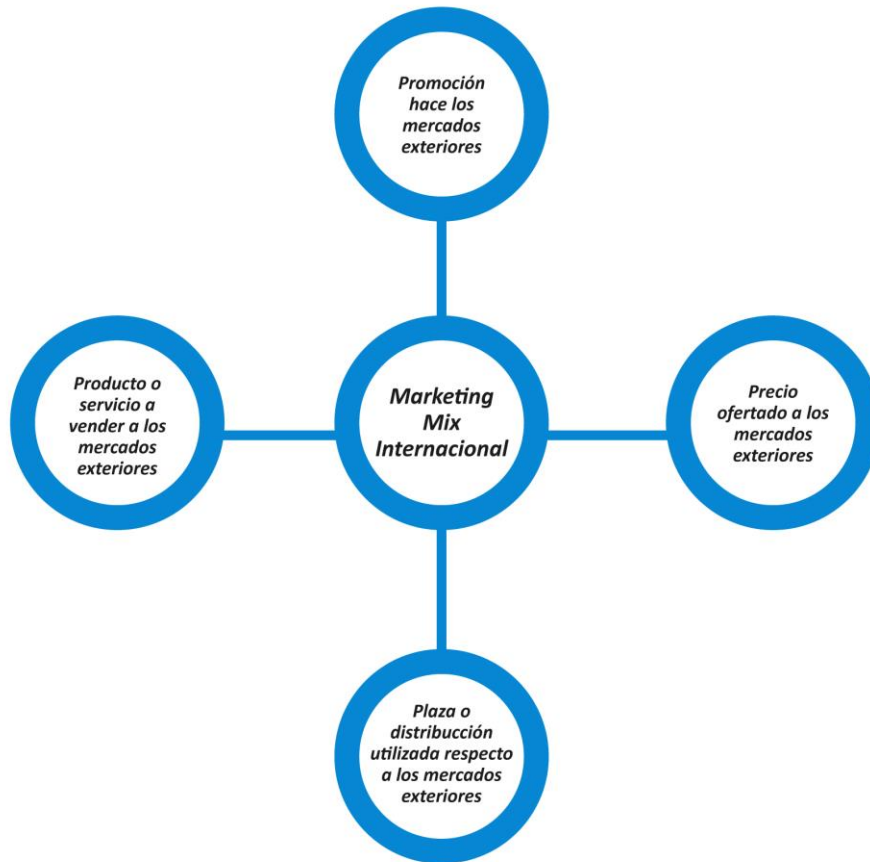 Promoción
hace los
mercados
exteriores
Producto o
servicio a
vender a los
mercados
exteriores
Marketing
Mix
Internacional
Precio
ofertado a los
mercados
exteriores
Plaza o
distribucción
utilizada respecto
a los mercados
exteriores